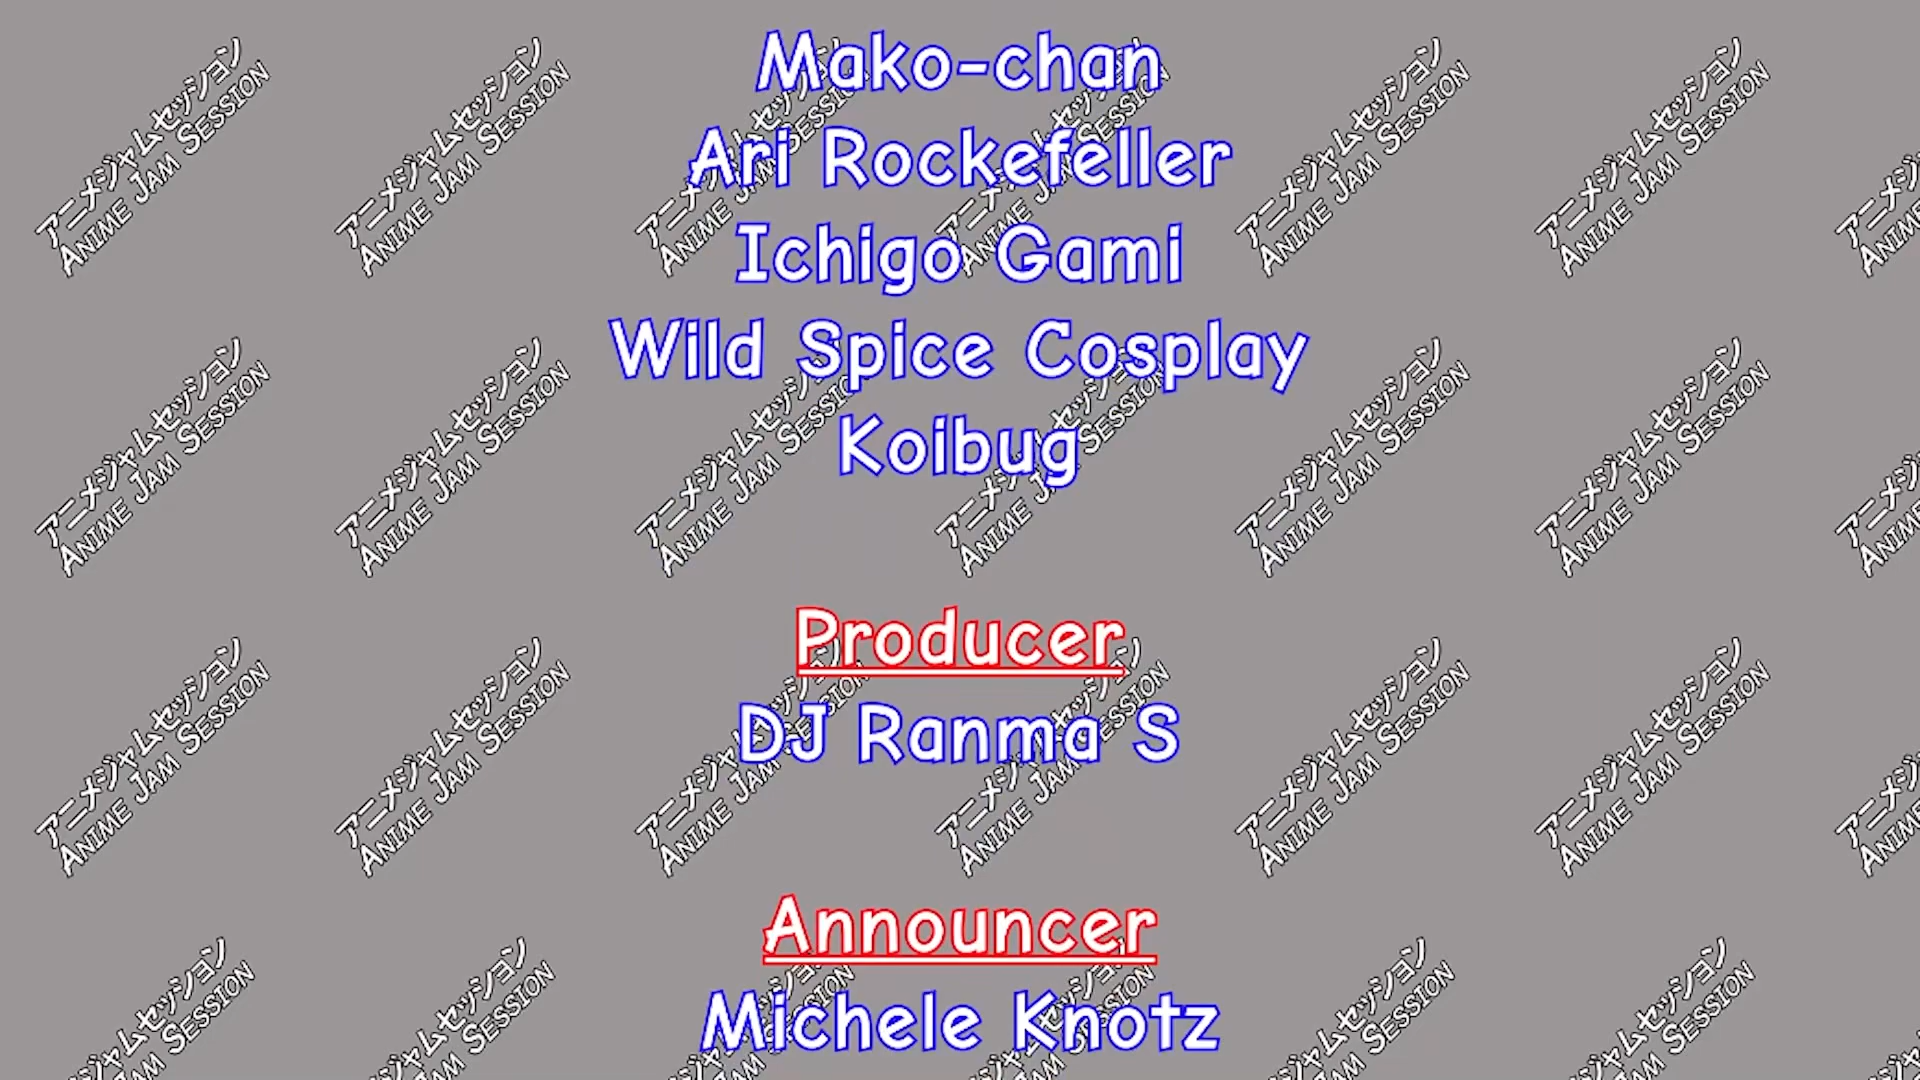 Mako-chan
Ari Rockefeller
Ichigo Gami
Wild Spice Cosplay
Koibug
Producer
DJ Ranma S
Announcer
Michele Knotz
アニメジャムセッション
ANIME JAM SESSION